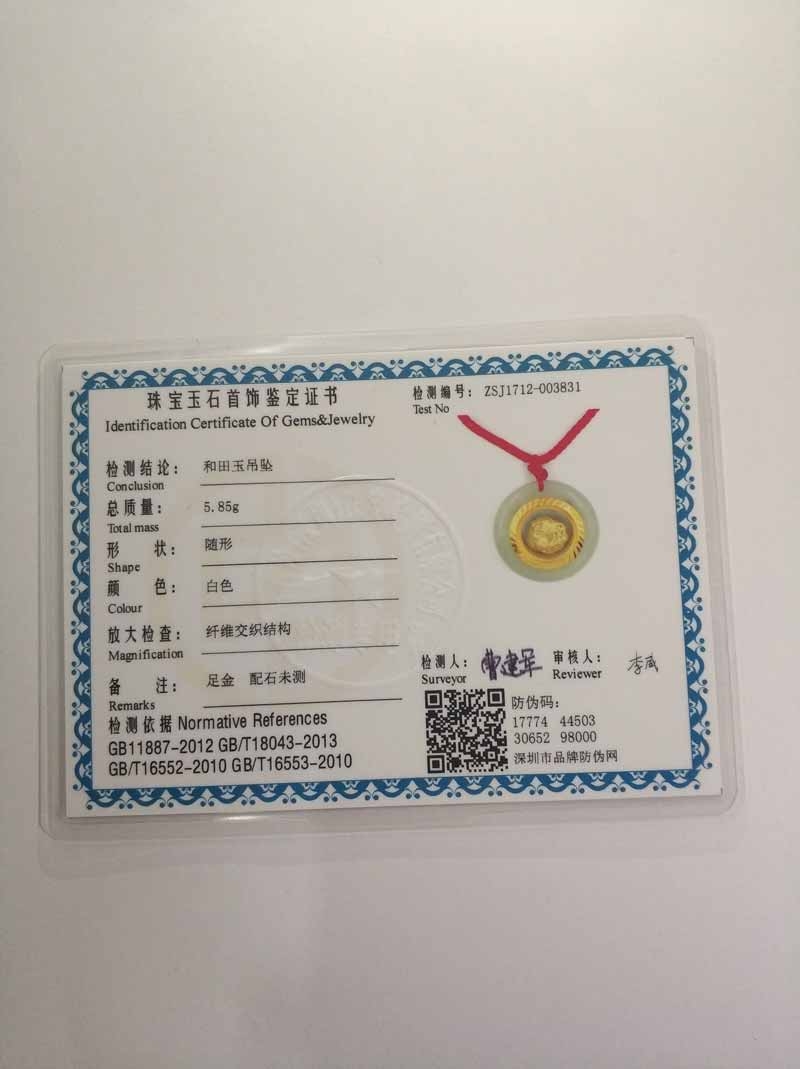 珠宝玉石首饰鉴定证书
Identification Certificate Of Gems&Jewelry
检测编号: ZSJ1712-003831
Test No
检测结论: 和田玉吊坠
Conclusion
总质量: 5.85g
Total mass
形 状: 随形
Shape
颜 色: 白色
Colour
放大检查: 纤维交织结构
Magnification
备 注: 足金 配石未测
Remarks
检测依据 Normative References
GB11887-2012 GB/T18043-2013
GB/T16552-2010 GB/T16553-2010
检测人: 曹建军 审核人: 李威
Surveyor Reviewer
防伪码:
17774 44503
30652 98000
深圳市品牌防伪网